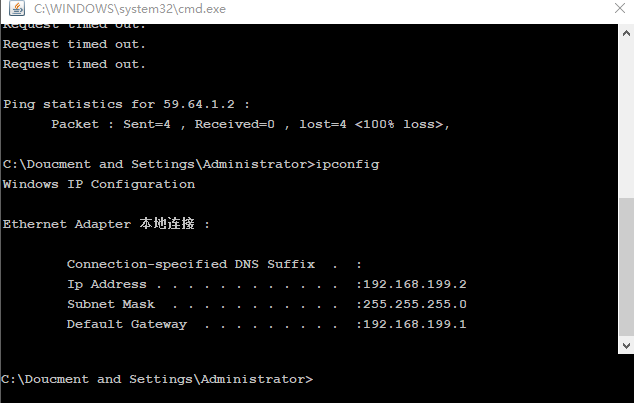 C:\WINDOWS\system32\cmd.exe
Request timed out.
Request timed out.
Request timed out.
Ping statistics for 59.64.1.2 :
Packet : Sent=4 , Received=0 , lost=4 <100% loss>,
C:\Doucment and Settings\Administrator>ipconfig
Windows IP Configuration
Ethernet Adapter 本地连接 :
Connection-specified DNS Suffix . :
Ip Address . . . . . . . . . . . . :192.168.199.2
Subnet Mask . . . . . . . . . . . :255.255.255.0
Default Gateway . . . . . . . . . :192.168.199.1
C:\Doucment and Settings\Administrator>